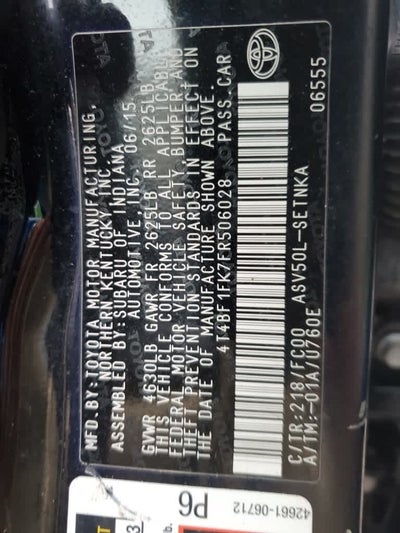 MFD.BY:TOYOTA MOTOR MANUFACTURING,
NORTHERN KENTUCKY, INC.
ASSEMBLED BY:SUBARU OF INDIANA
AUTOMOTIVE, INC. 06/15
GVWR 4630LB GAWR FR 2625LB RR 2625LB
THIS VEHICLE CONFORMS TO ALL APPLICABLE
FEDERAL MOTOR VEHICLE SAFETY, BUMPER, AND
THEFT PREVENTION STANDARDS IN EFFECT ON
THE DATE OF MANUFACTURE SHOWN ABOVE.
4T4BF1FK7FR506028 PASS.CAR
C/TR:218/FC00 ASV50L-SETNKA
A/TM:-01A/U760E 06555
TOYOTA
42661-06712
P6
lb.
3